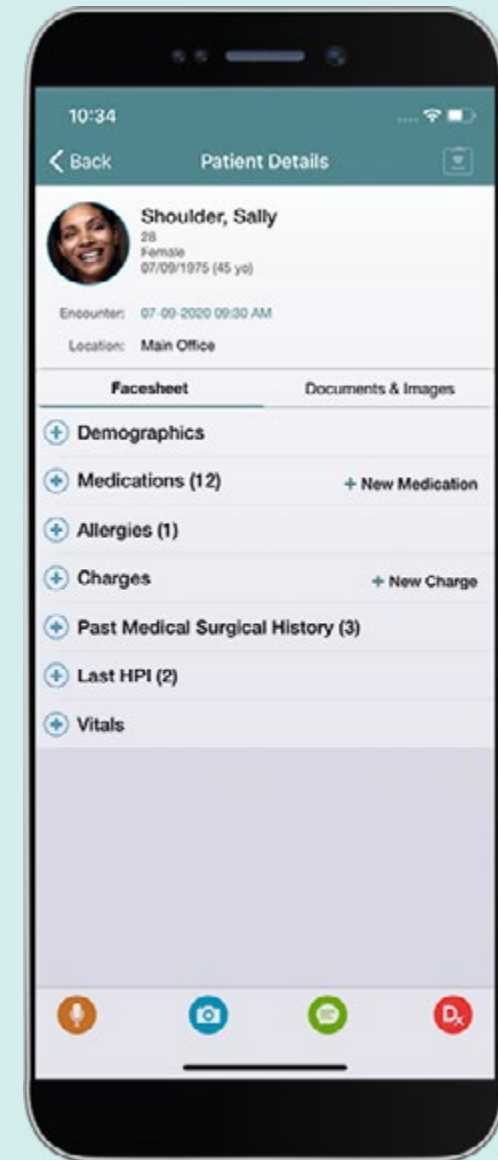 10:34
Back Patient Details
Shoulder, Sally
28
Female
07/09/1975 (45 yo)
Encounter: 07-09-2020 09:30 AM
Location: Main Office
Facesheet Documents & Images
Demographics
Medications (12) + New Medication
Allergies (1)
Charges + New Charge
Past Medical Surgical History (3)
Last HPI (2)
Vitals
Dx